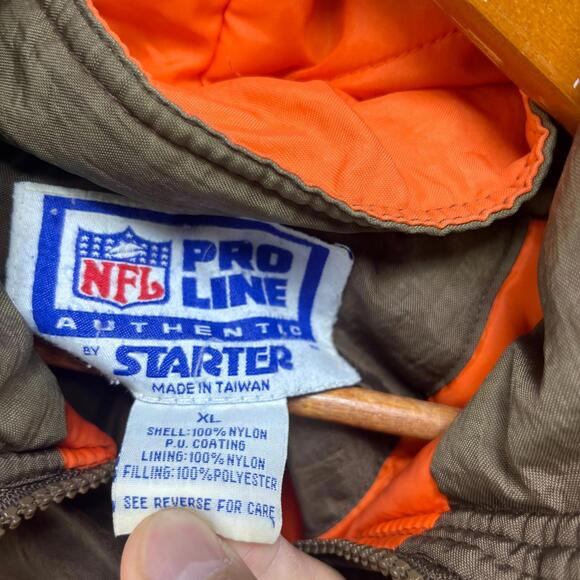 NFL
PRO
LINE
AUTHENTIC
BY STARTER
MADE IN TAIWAN
XL
SHELL:100% NYLON
P.U. COATING
LINING:100% NYLON
FILLING:100% POLYESTER
SEE REVERSE FOR CARE